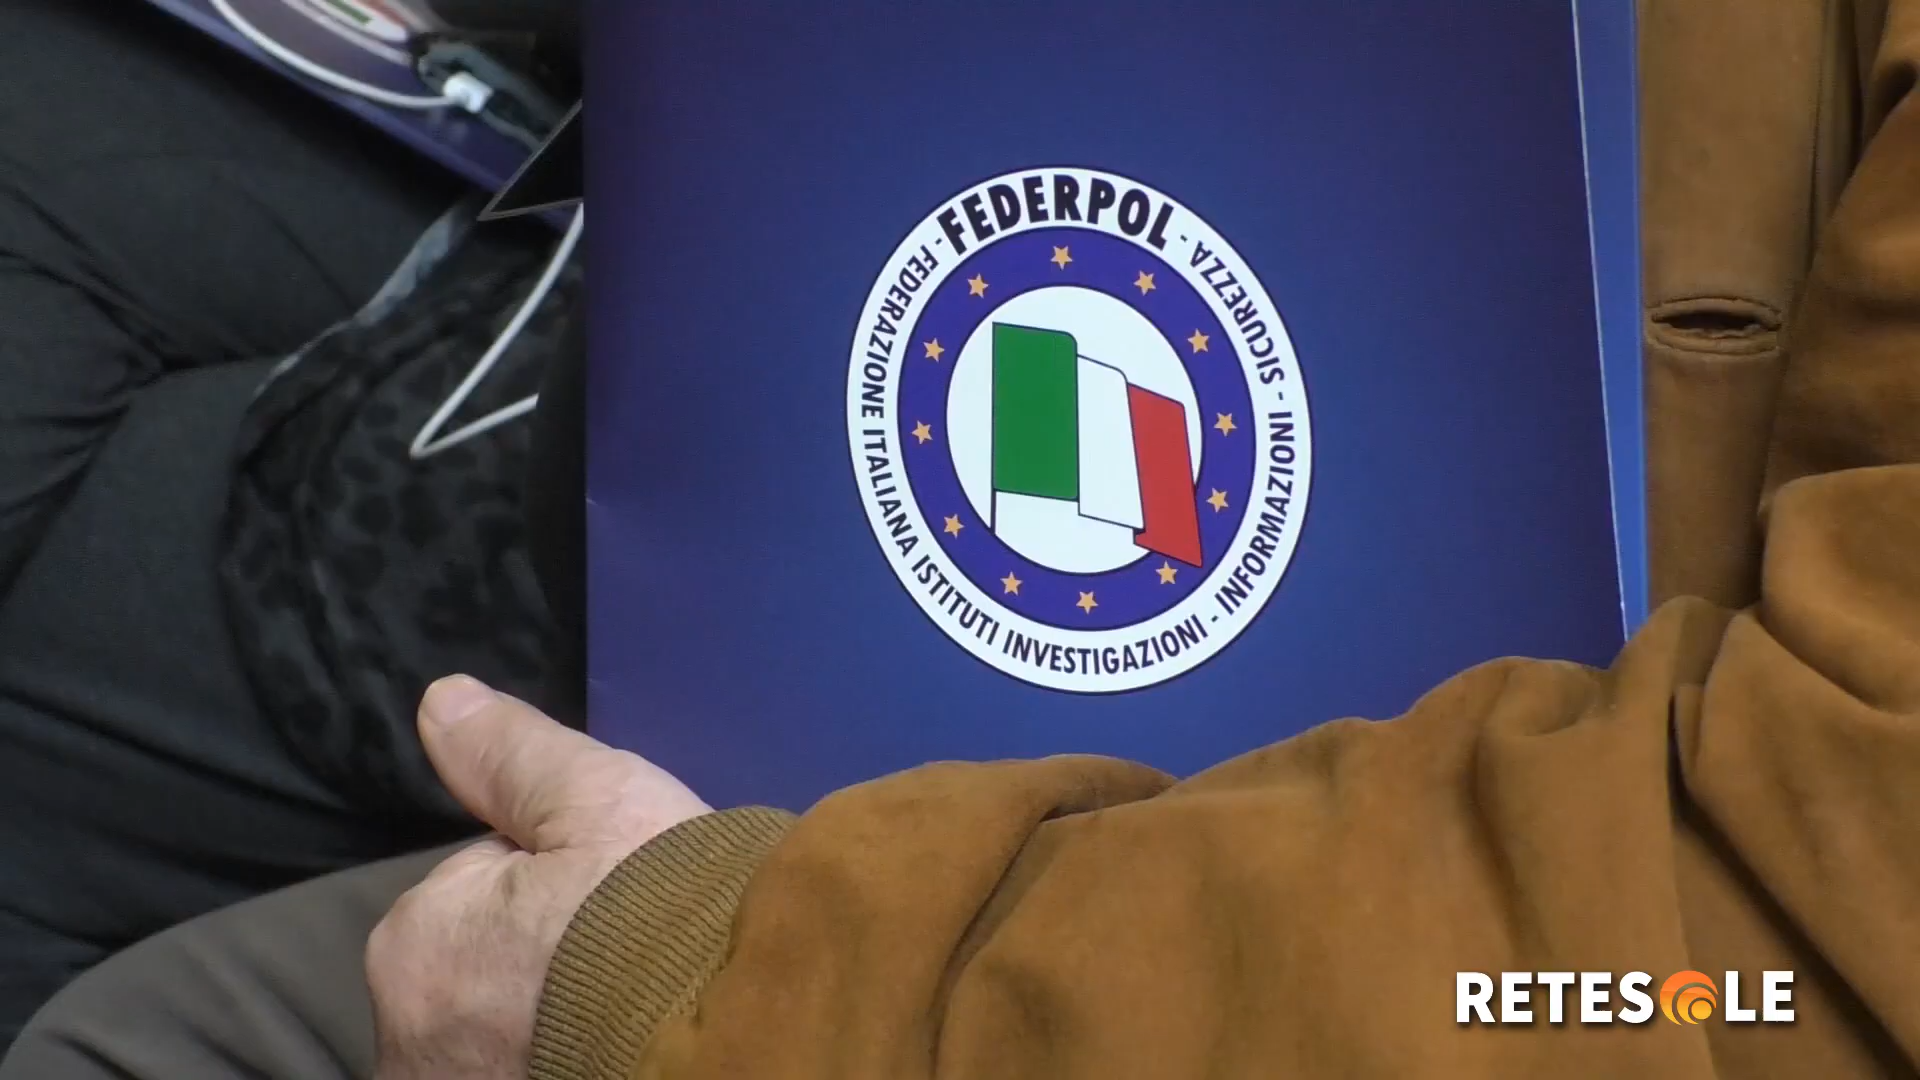 FEDERPOL
- FEDERAZIONE ITALIANA ISTITUTI INVESTIGAZIONI - INFORMAZIONI - SICUREZZA -
RETESOLE